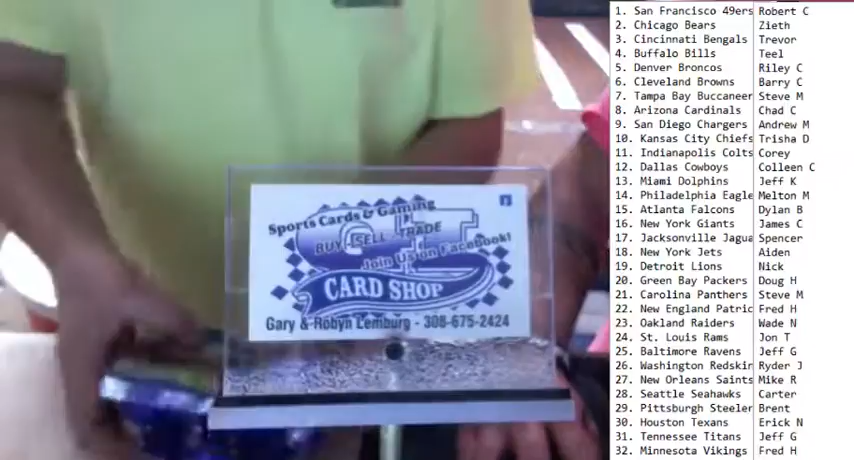 Sports Cards & Gaming
BUY - SELL - TRADE
Join Us on FaceBook!
CARD SHOP
Gary & Robyn Lemburg - 308-675-2424
1. San Francisco 49ers Robert C
2. Chicago Bears Zieth
3. Cincinnati Bengals Trevor
4. Buffalo Bills Teel
5. Denver Broncos Riley C
6. Cleveland Browns Barry C
7. Tampa Bay Buccaneer Steve M
8. Arizona Cardinals Chad C
9. San Diego Chargers Andrew M
10. Kansas City Chiefs Trisha D
11. Indianapolis Colts Corey
12. Dallas Cowboys Colleen C
13. Miami Dolphins Jeff K
14. Philadelphia Eagle Melton M
15. Atlanta Falcons Dylan B
16. New York Giants James C
17. Jacksonville Jagua Spencer
18. New York Jets Aiden
19. Detroit Lions Nick
20. Green Bay Packers Doug H
21. Carolina Panthers Steve M
22. New England Patric Fred H
23. Oakland Raiders Wade N
24. St. Louis Rams Jon T
25. Baltimore Ravens Jeff G
26. Washington Redskin Ryder J
27. New Orleans Saints Mike R
28. Seattle Seahawks Carter
29. Pittsburgh Steeler Brent
30. Houston Texans Erick N
31. Tennessee Titans Jeff G
32. Minnesota Vikings Fred H